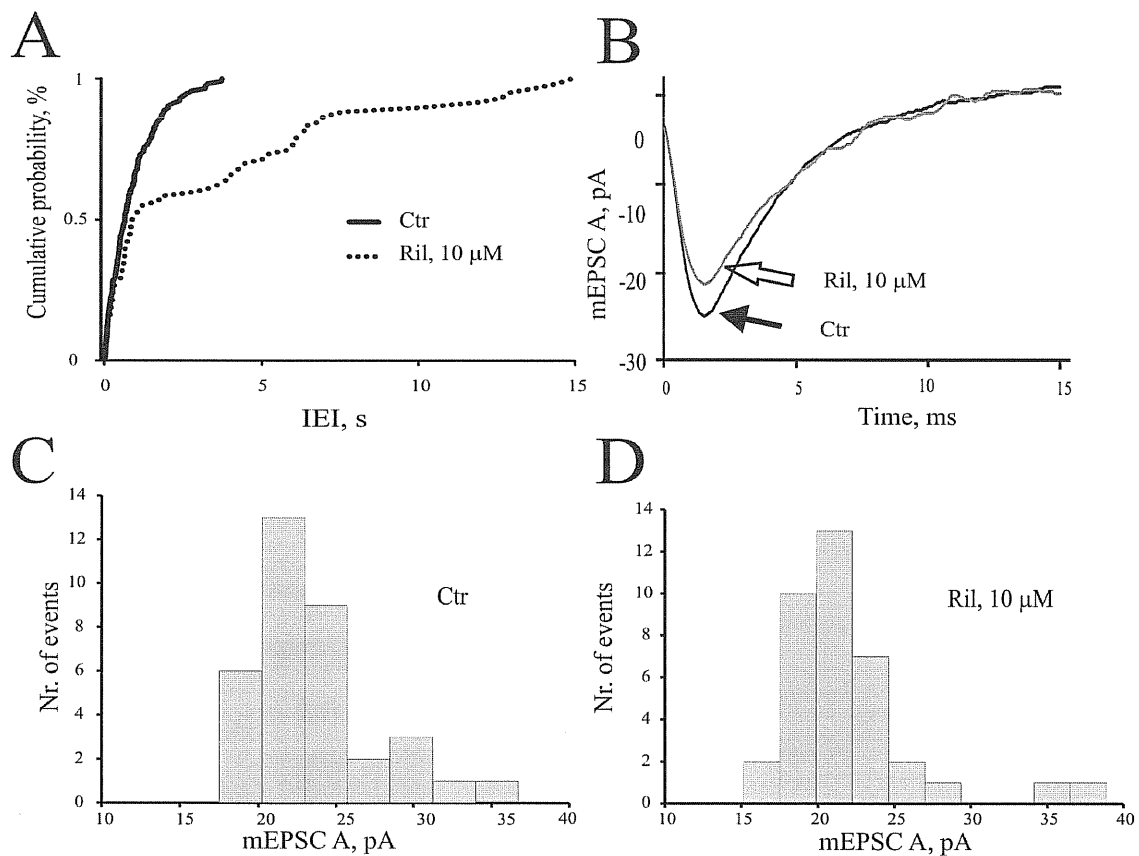 A
Cumulative probability, %
1
0.5
0
0
5
10
15
IEI, s
Ctr
Ril, 10 μM
B
mEPSC A, pA
0
-10
-20
-30
0
5
10
15
Time, ms
Ril, 10 μM
Ctr
C
Nr. of events
14
12
10
8
6
4
2
0
10
15
20
25
30
35
40
mEPSC A, pA
Ctr
D
Nr. of events
14
12
10
8
6
4
2
0
10
15
20
25
30
35
40
mEPSC A, pA
Ril, 10 μM